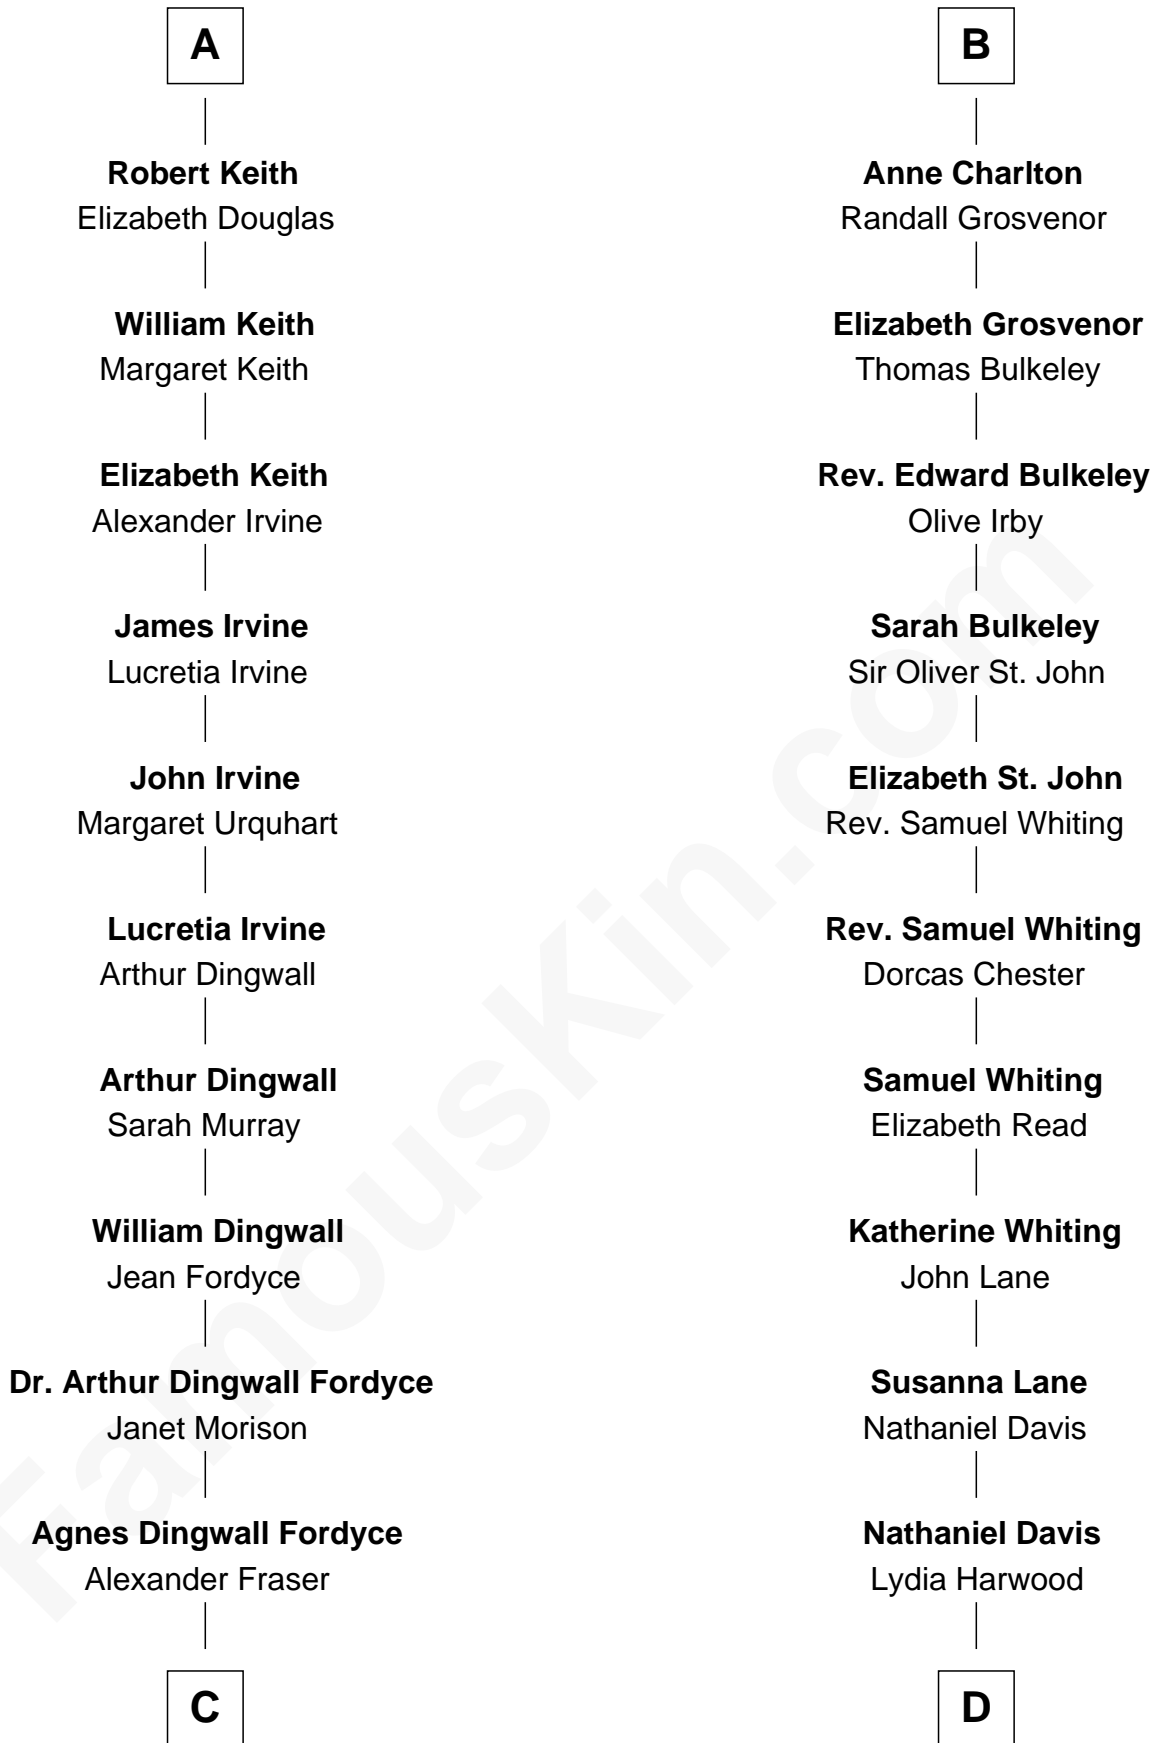 A
Robert Keith
Elizabeth Douglas
William Keith
Margaret Keith
Elizabeth Keith
Alexander Irvine
James Irvine
Lucretia Irvine
John Irvine
Margaret Urquhart
Lucretia Irvine
Arthur Dingwall
Arthur Dingwall
Sarah Murray
William Dingwall
Jean Fordyce
Dr. Arthur Dingwall Fordyce
Janet Morison
Agnes Dingwall Fordyce
Alexander Fraser
C
B
Anne Charlton
Randall Grosvenor
Elizabeth Grosvenor
Thomas Bulkeley
Rev. Edward Bulkeley
Olive Irby
Sarah Bulkeley
Sir Oliver St. John
Elizabeth St. John
Rev. Samuel Whiting
Rev. Samuel Whiting
Dorcas Chester
Samuel Whiting
Elizabeth Read
Katherine Whiting
John Lane
Susanna Lane
Nathaniel Davis
Nathaniel Davis
Lydia Harwood
D
FamousKin.com